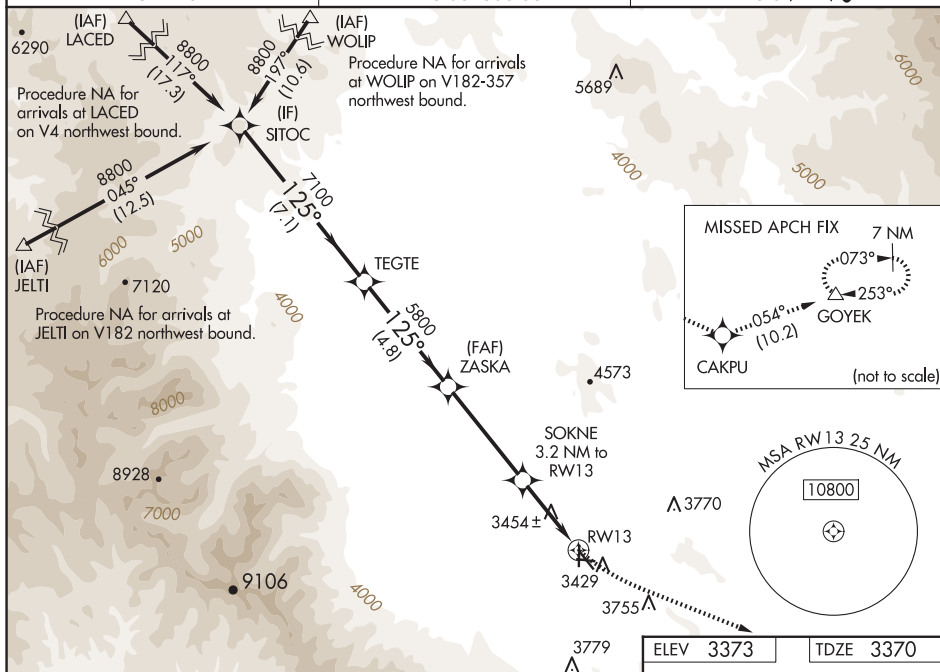 (IAF)
LACED
(IAF)
WOLIP
6290
8800
117°
(17.3)
8800
197°
(10.6)
Procedure NA for arrivals
at WOLIP on V182-357
northwest bound.
5689
6000
Procedure NA for
arrivals at LACED
on V4 northwest bound.
(IF)
SITOC
4000
5000
8800
045°
(12.5)
7100
125°
(7.1)
MISSED APCH FIX
7 NM
073°
253°
GOYEK
054°
(10.2)
CAKPU
(not to scale)
6000
5000
(IAF)
JELTI
TEGTE
7120
4000
Procedure NA for arrivals at
JELTI on V182 northwest bound.
5800
125°
(4.8)
(FAF)
ZASKA
4573
8000
SOKNE
3.2 NM to
RW13
MSA RW13 25 NM
10800
8928
7000
3454±
3770
RW13
3429
9106
4000
3755
3779
ELEV 3373
TDZE 3370